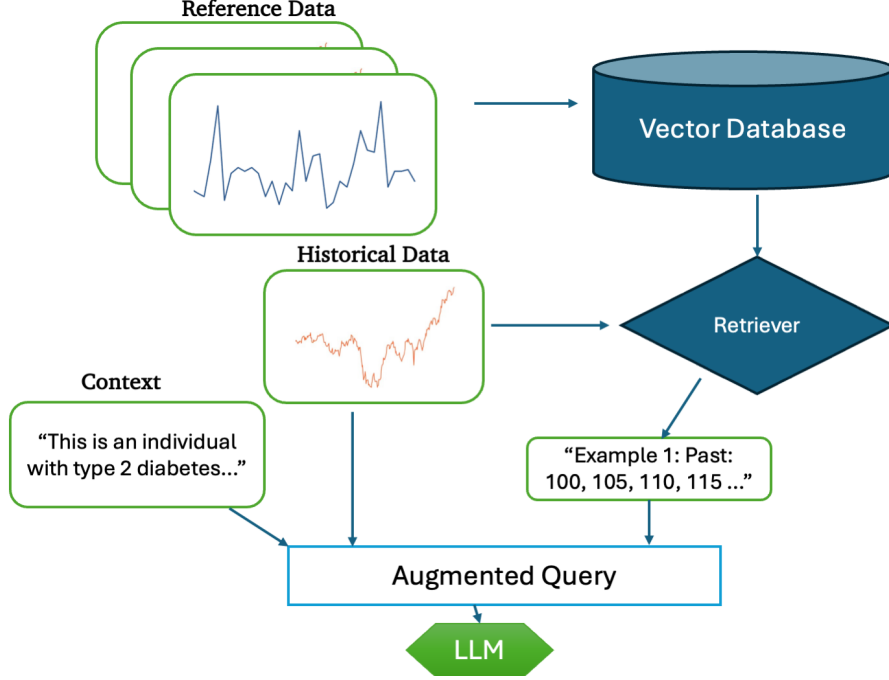 Reference Data
Vector Database
Historical Data
Retriever
Context
“This is an individual
with type 2 diabetes...”
“Example 1: Past:
100, 105, 110, 115 ...”
Augmented Query
LLM